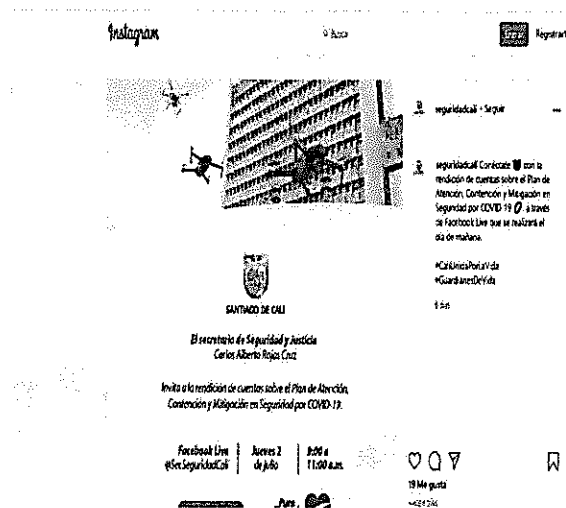 Instagram
Busca
Registrart
seguridadcali • Seguir
seguridadcali Conéctate con la
rendición de cuentas sobre el Plan de
Atención, Contención y Mitigación en
Seguridad por COVID 19 a través
de Facebook Live que se realizará el
día de mañana.
#CaliUnidaPorLaVida
#GuardianesDeVida
SANTIAGO DE CALI
El secretario de Seguridad y Justicia
Carlos Alberto Rojas Cruz
Invita a la rendición de cuentas sobre el Plan de Atención,
Contención y Mitigación en Seguridad por COVID-19.
Facebook Live
@SecSeguridadCali
Jueves 2
de julio
9:00 a
11:00 a.m.
Pura
19 Me gusta